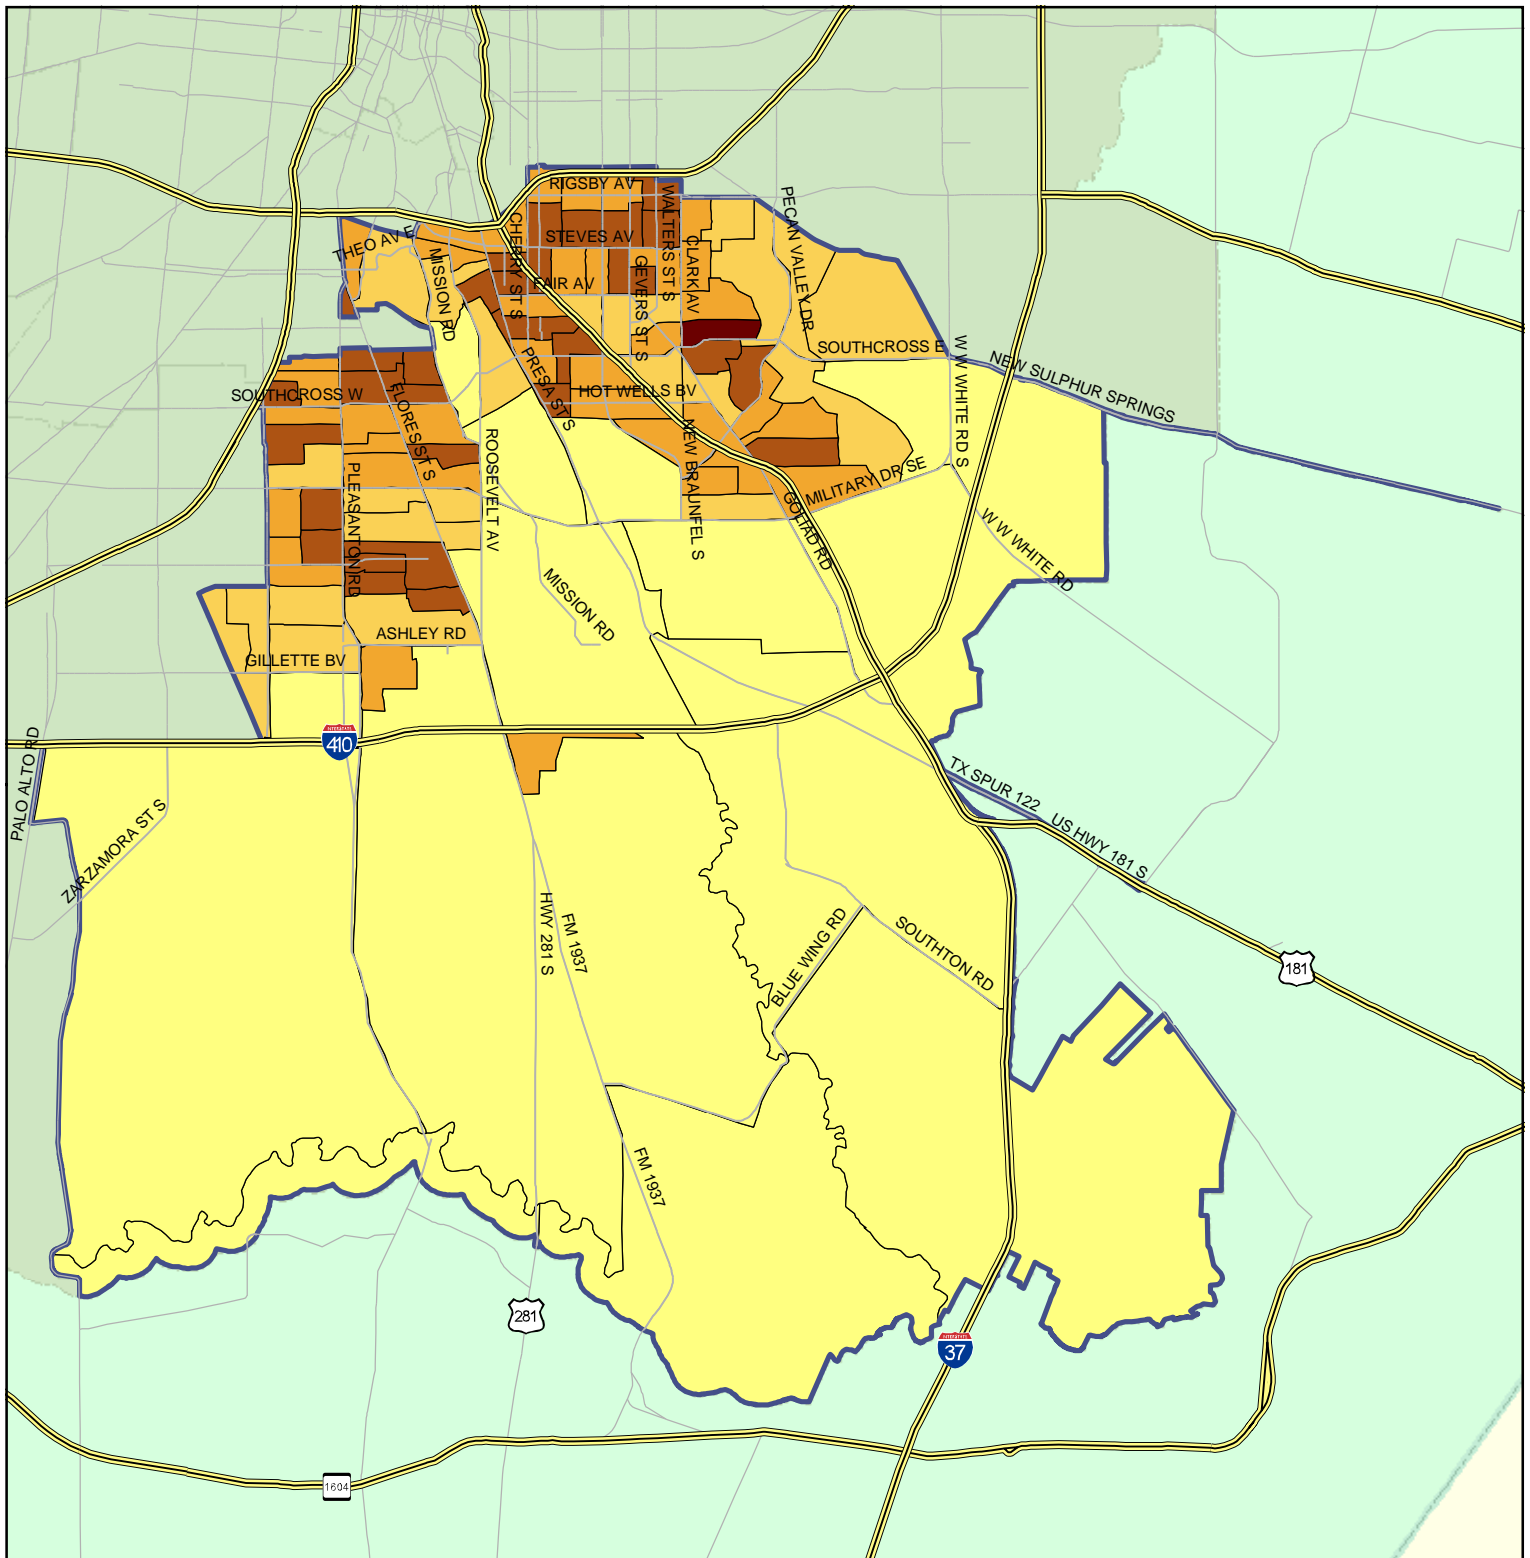 RIGSBY AV
WALTERS ST S
PECAN VALLEY DR
CHERRY ST S
STEVES AV
THEO AV E
CLARK AV
MISSION RD
GEVERS ST S
FAIR AV
SOUTHCROSS E
W W WHITE RD S
NEW SULPHUR SPRINGS
PRESA ST S
SOUTHCROSS W
FLORES ST S
HOT WELLS BV
ROOSEVELT AV
NEW BRAUNFEL S
PLEASANTON RD
MILITARY DR SE
GOLIAD RD
W W WHITE RD
MISSION RD
ASHLEY RD
GILLETTE BV
PALO ALTO RD
INTERSTATE
410
TX SPUR 122
US HWY 181 S
ZARZAMORA ST S
HWY 281 S
FM 1937
BLUE WING RD
SOUTHTON RD
181
FM 1937
281
INTERSTATE
37
1604